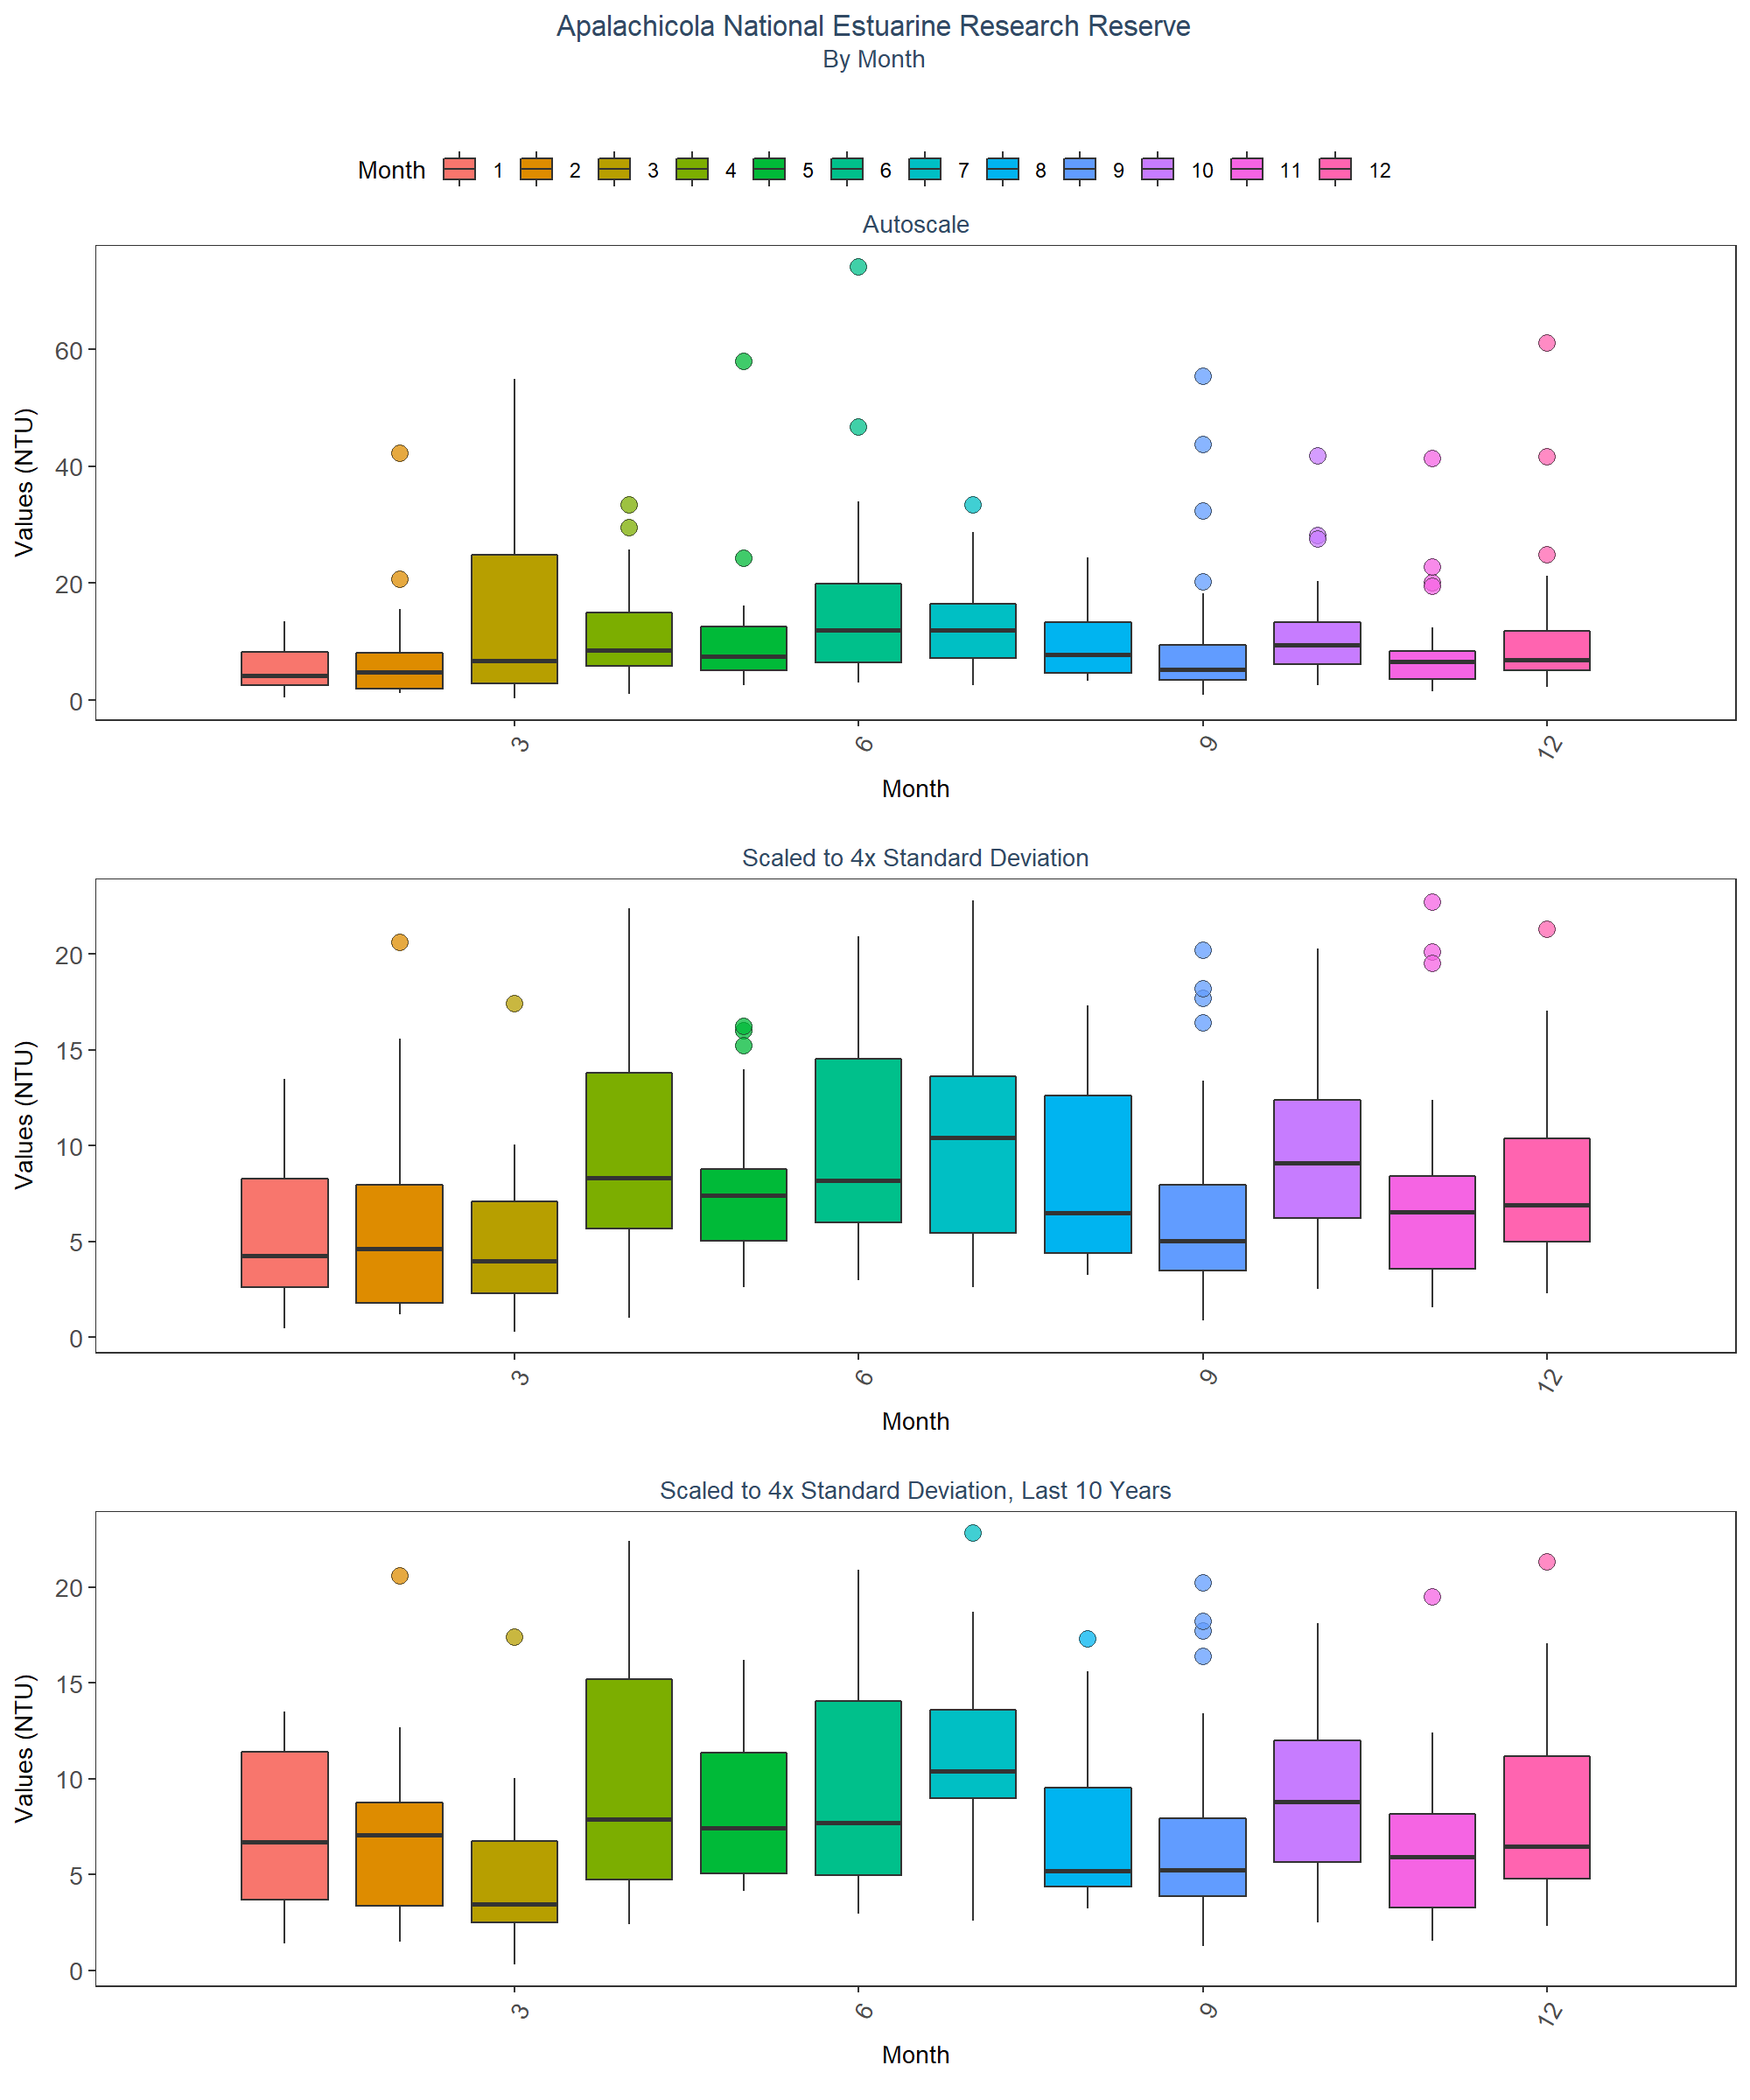 Apalachicola National Estuarine Research Reserve
By Month
Month 1 2 3 4 5 6 7 8 9 10 11 12
Autoscale
Values (NTU)
60
40
20
0
3 6 9 12
Month
Scaled to 4x Standard Deviation
Values (NTU)
20
15
10
5
0
3 6 9 12
Month
Scaled to 4x Standard Deviation, Last 10 Years
Values (NTU)
20
15
10
5
0
3 6 9 12
Month